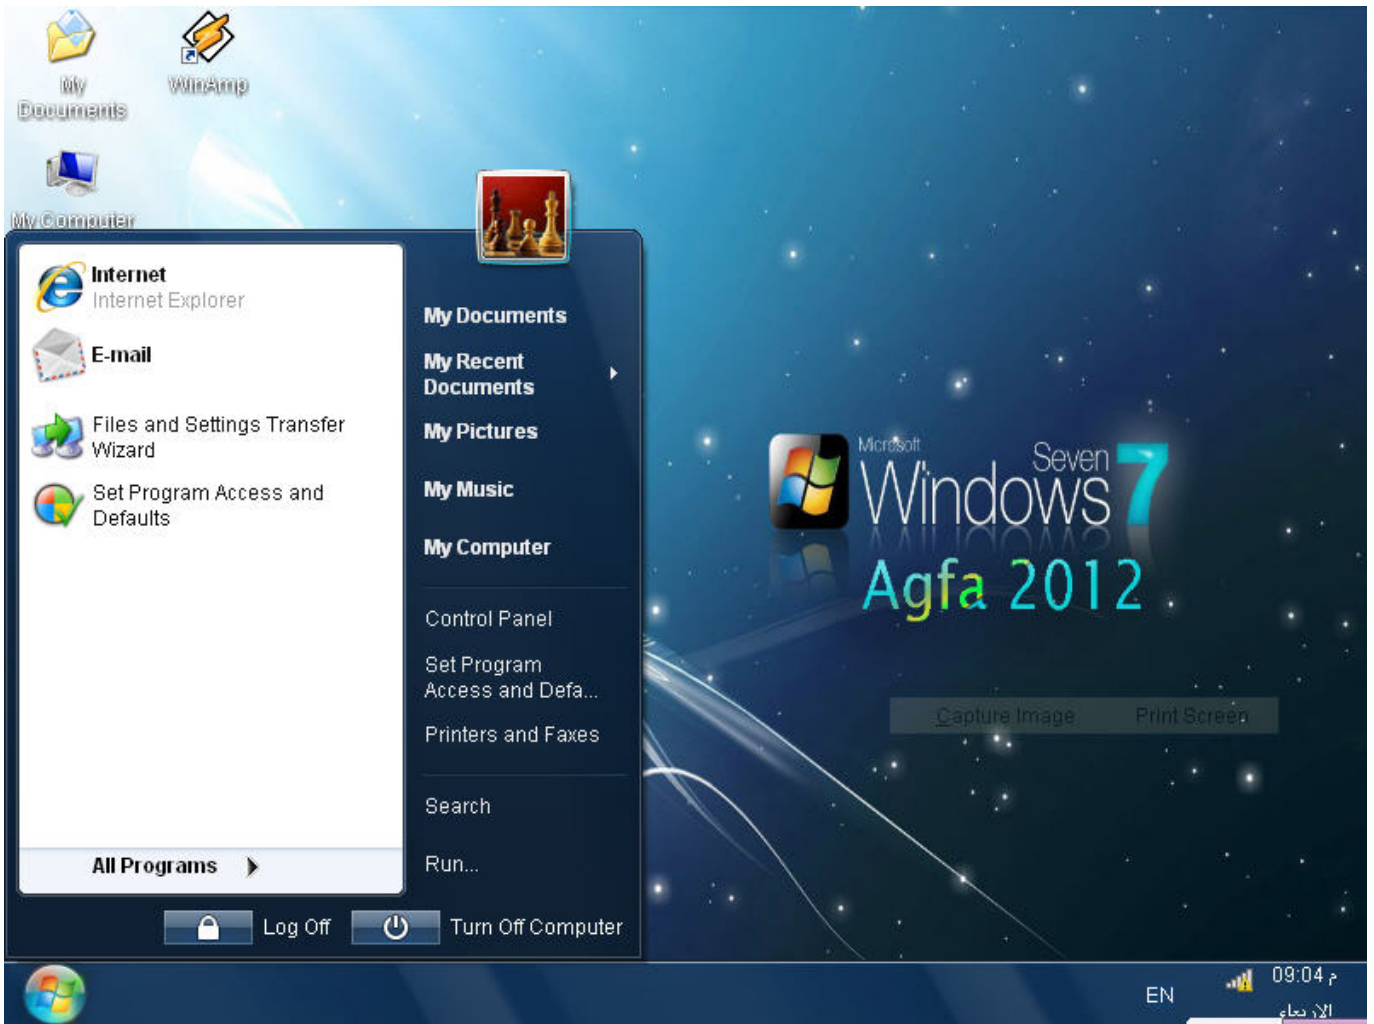 My
Documents
WinAmp
My Computer
Internet
Internet Explorer
E-mail
Files and Settings Transfer
Wizard
Set Program Access and
Defaults
All Programs
My Documents
My Recent
Documents
My Pictures
My Music
My Computer
Control Panel
Set Program
Access and Defa...
Printers and Faxes
Search
Run...
Log Off
Turn Off Computer
Microsoft
Windows Seven 7
Agfa 2012
Capture Image
Print Screen
EN
09:04 م
الاربعاء